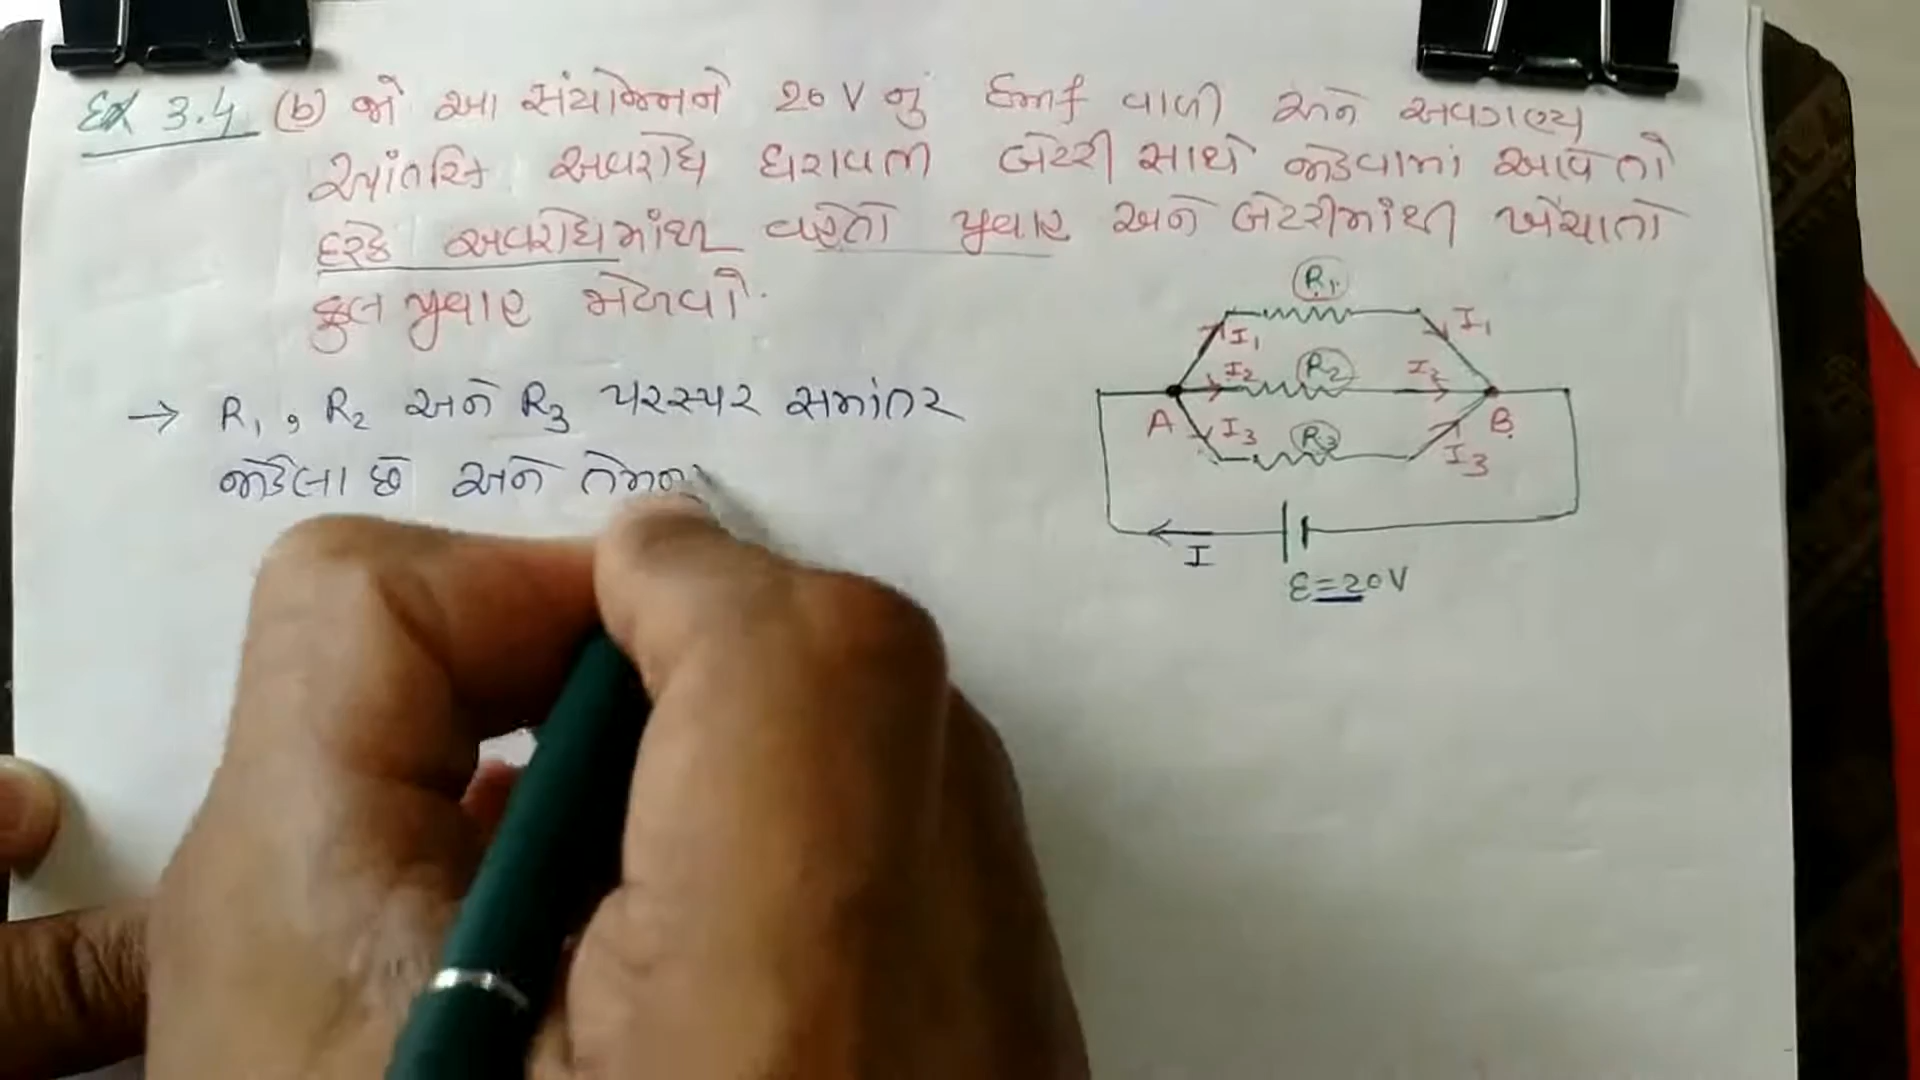 Ex 3.4 (b) જો આ સંયોજનને 20 V નું emf વાળી અને અવગણ્ય
આંતરિક અવરોધ ધરાવતી બેટરી સાથે જોડવામાં આવે તો
દરેક અવરોધમાંથી વહેતો પ્રવાહ અને બેટરીમાંથી ખેંચાતો
કુલ પ્રવાહ મેળવો.
→ R₁, R₂ અને R₃ પરસ્પર સમાંતર
જોડેલા છે અને તેમના
R₁
I₁ I₁
I₂ R₂ I₂
A I₃ R₃ I₃ B
I
ε=20V